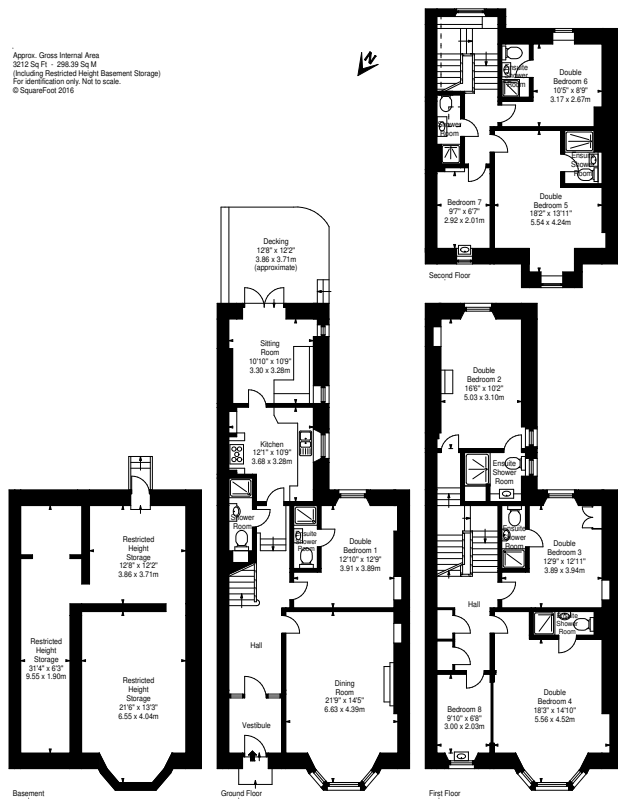 Approx. Gross Internal Area
3212 Sq Ft - 298.39 Sq M
(Including Restricted Height Basement Storage)
For identification only. Not to scale.
© SquareFoot 2016
N
Ensuite
Shower
Room
Double
Bedroom 6
10'5" x 8'9"
3.17 x 2.67m
Shower
Room
Ensuite
Shower
Room
Bedroom 7
9'7" x 6'7"
2.92 x 2.01m
Double
Bedroom 5
18'2" x 13'11"
5.54 x 4.24m
Second Floor
Decking
12'8" x 12'2"
3.86 x 3.71m
(approximate)
Sitting
Room
10'10" x 10'9"
3.30 x 3.28m
Kitchen
12'1" x 10'9"
3.68 x 3.28m
Shower
Room
Ensuite
Shower
Room
Double
Bedroom 1
12'10" x 12'9"
3.91 x 3.89m
Hall
Dining
Room
21'9" x 14'5"
6.63 x 4.39m
Vestibule
Ground Floor
Double
Bedroom 2
16'6" x 10'2"
5.03 x 3.10m
Ensuite
Shower
Room
Ensuite
Shower
Room
Double
Bedroom 3
12'9" x 12'11"
3.89 x 3.94m
Hall
Ensuite
Shower
Room
Bedroom 8
9'10" x 6'8"
3.00 x 2.03m
Double
Bedroom 4
18'3" x 14'10"
5.56 x 4.52m
First Floor
Restricted
Height
Storage
12'8" x 12'2"
3.86 x 3.71m
Restricted
Height
Storage
31'4" x 6'3"
9.55 x 1.90m
Restricted
Height
Storage
21'6" x 13'3"
6.55 x 4.04m
Basement